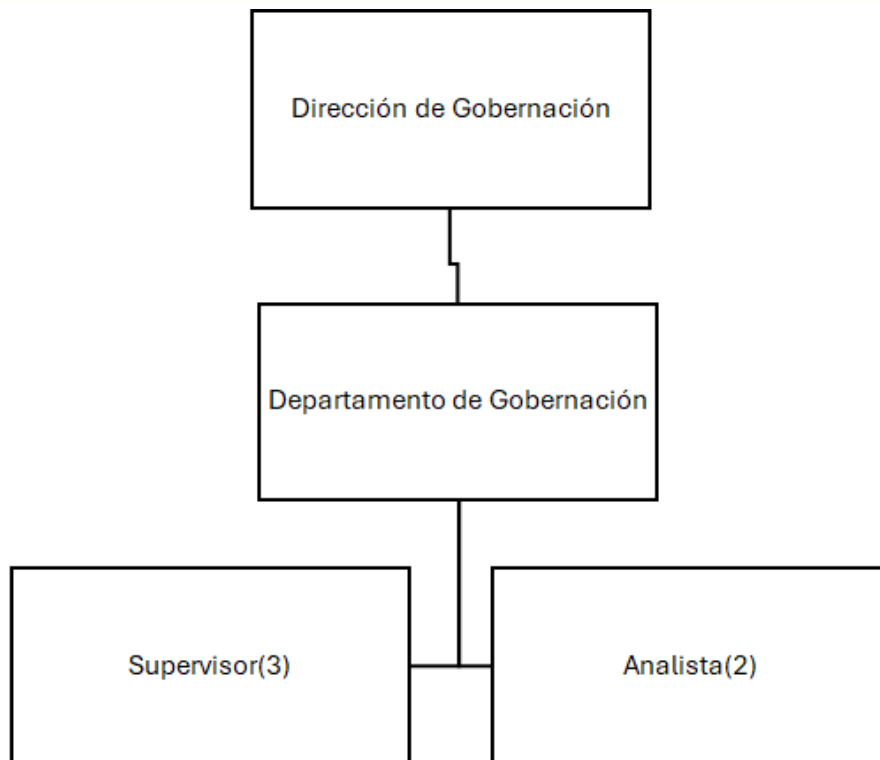 Dirección de Gobernación
Departamento de Gobernación
Supervisor(3)
Analista(2)